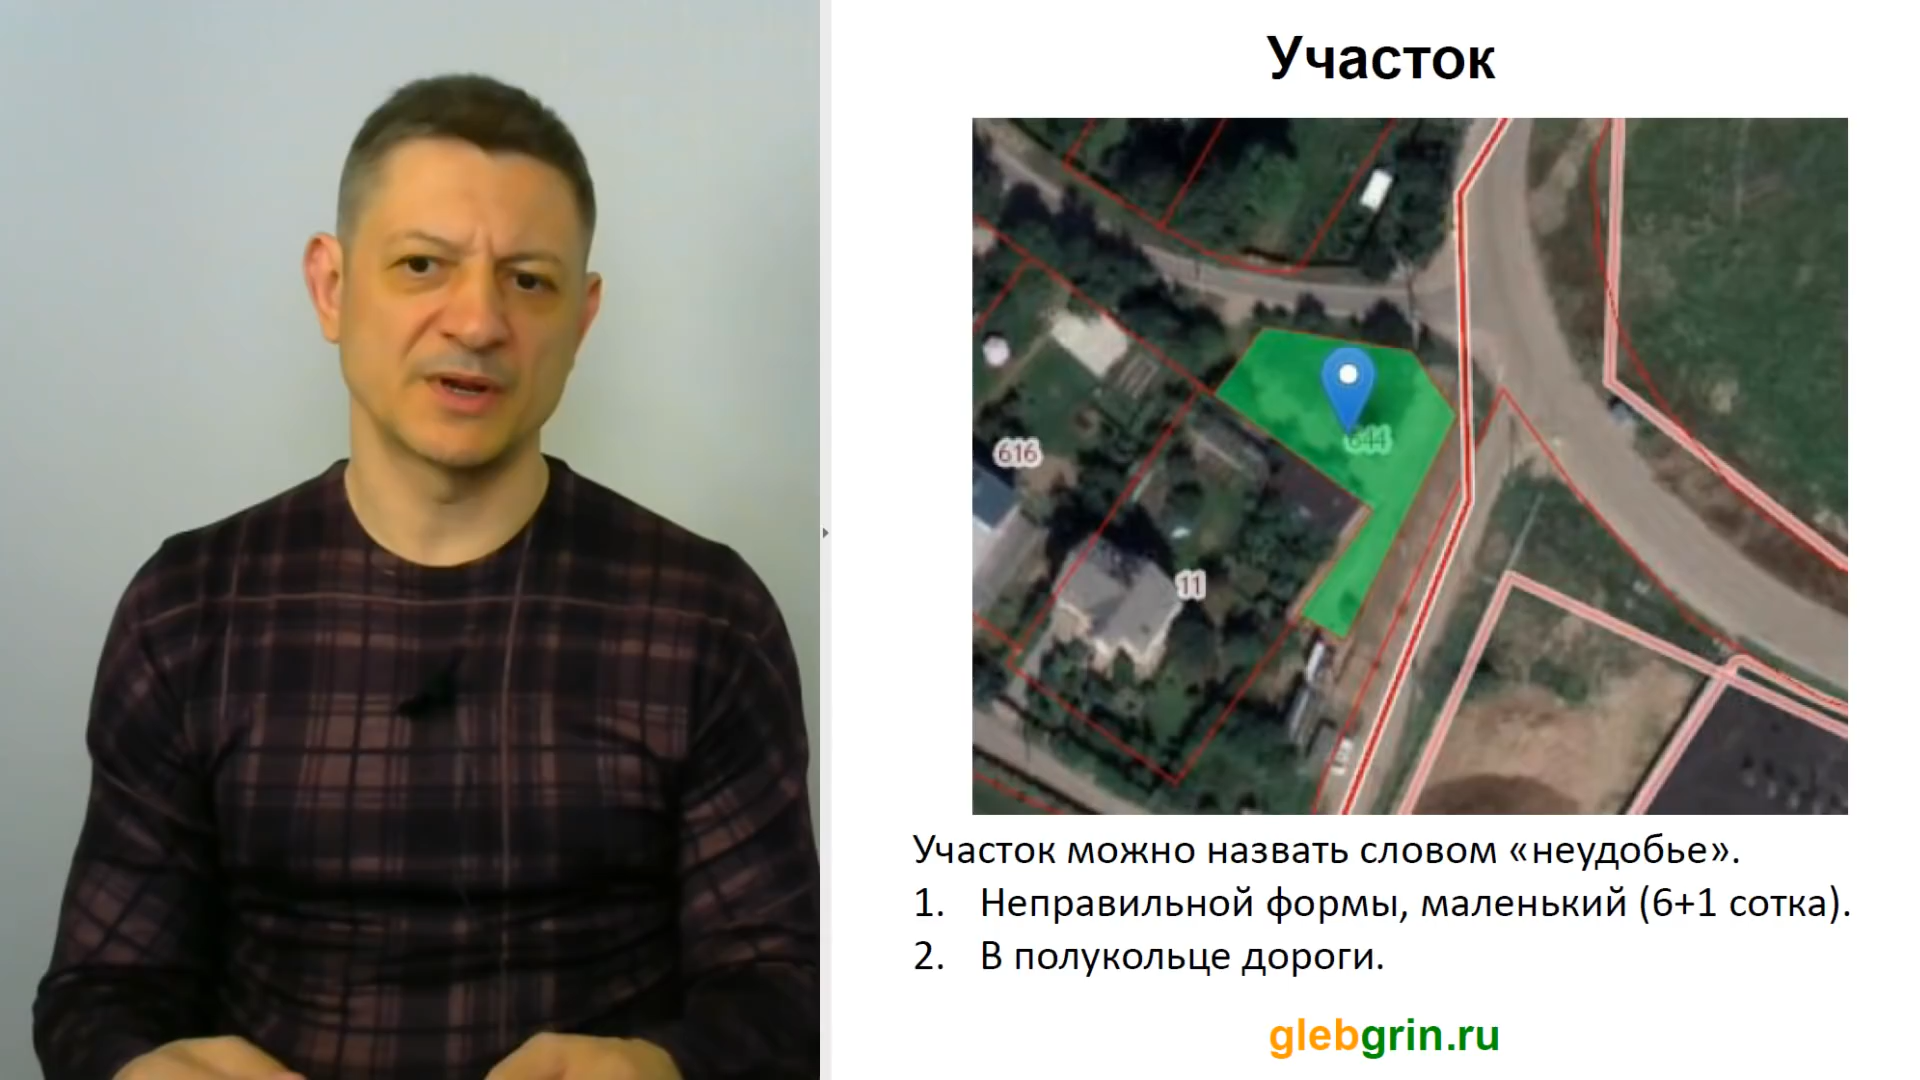 Участок
644
616
11
Участок можно назвать словом «неудобье».
1. Неправильной формы, маленький (6+1 сотка).
2. В полукольце дороги.
glebgrin.ru